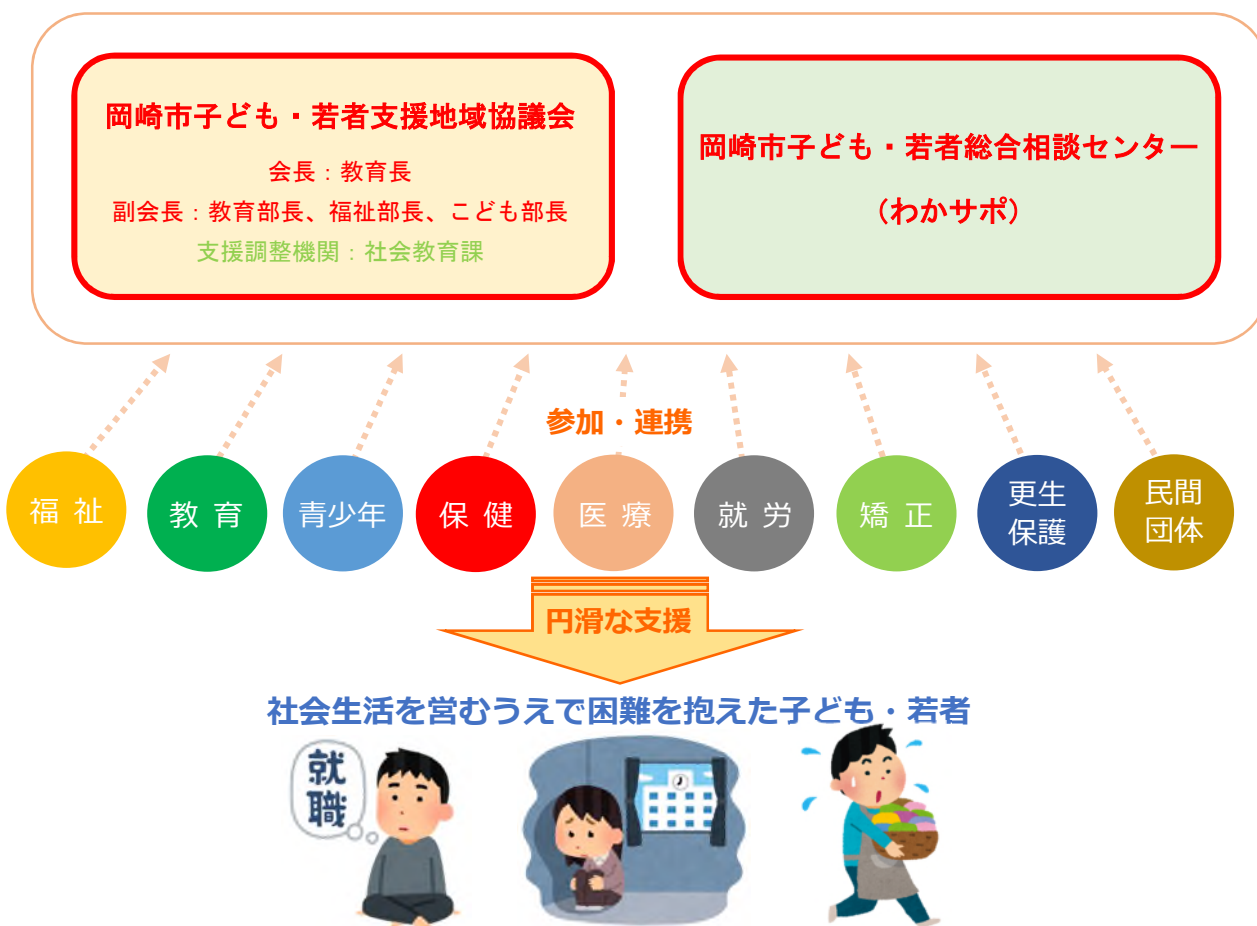 岡崎市子ども・若者支援地域協議会
会長：教育長
副会長：教育部長、福祉部長、こども部長
支援調整機関：社会教育課
岡崎市子ども・若者総合相談センター
（わかサポ）
参加・連携
福 祉
教 育
青少年
保 健
医 療
就 労
矯 正
更生
保護
民間
団体
円滑な支援
社会生活を営むうえで困難を抱えた子ども・若者
就
職